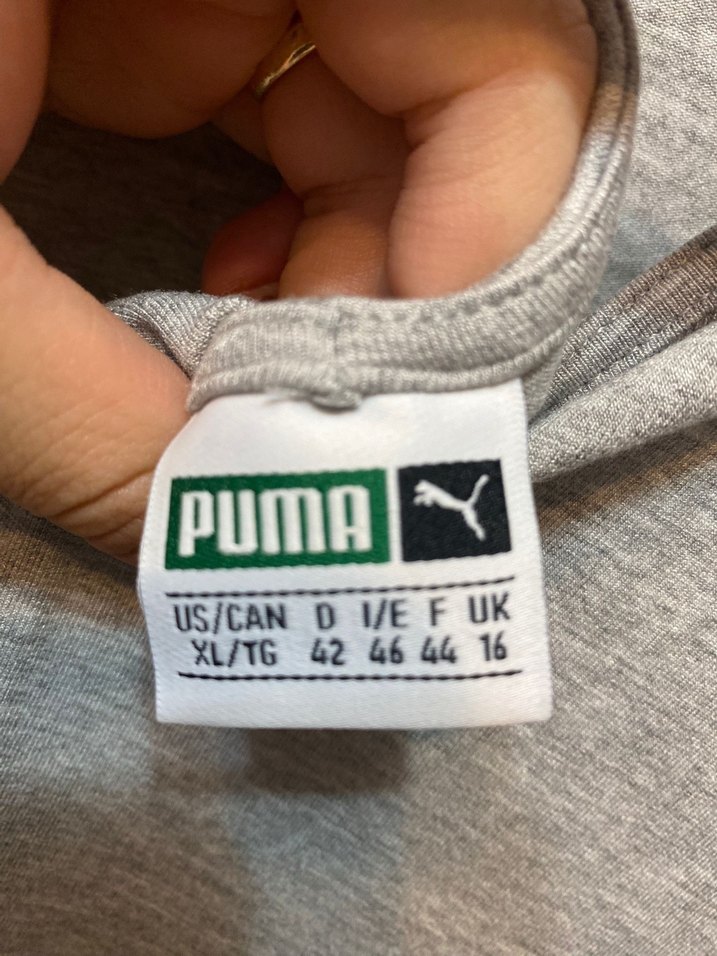 PUMA
US/CAN D I/E F UK
XL/TG 42 46 44 16